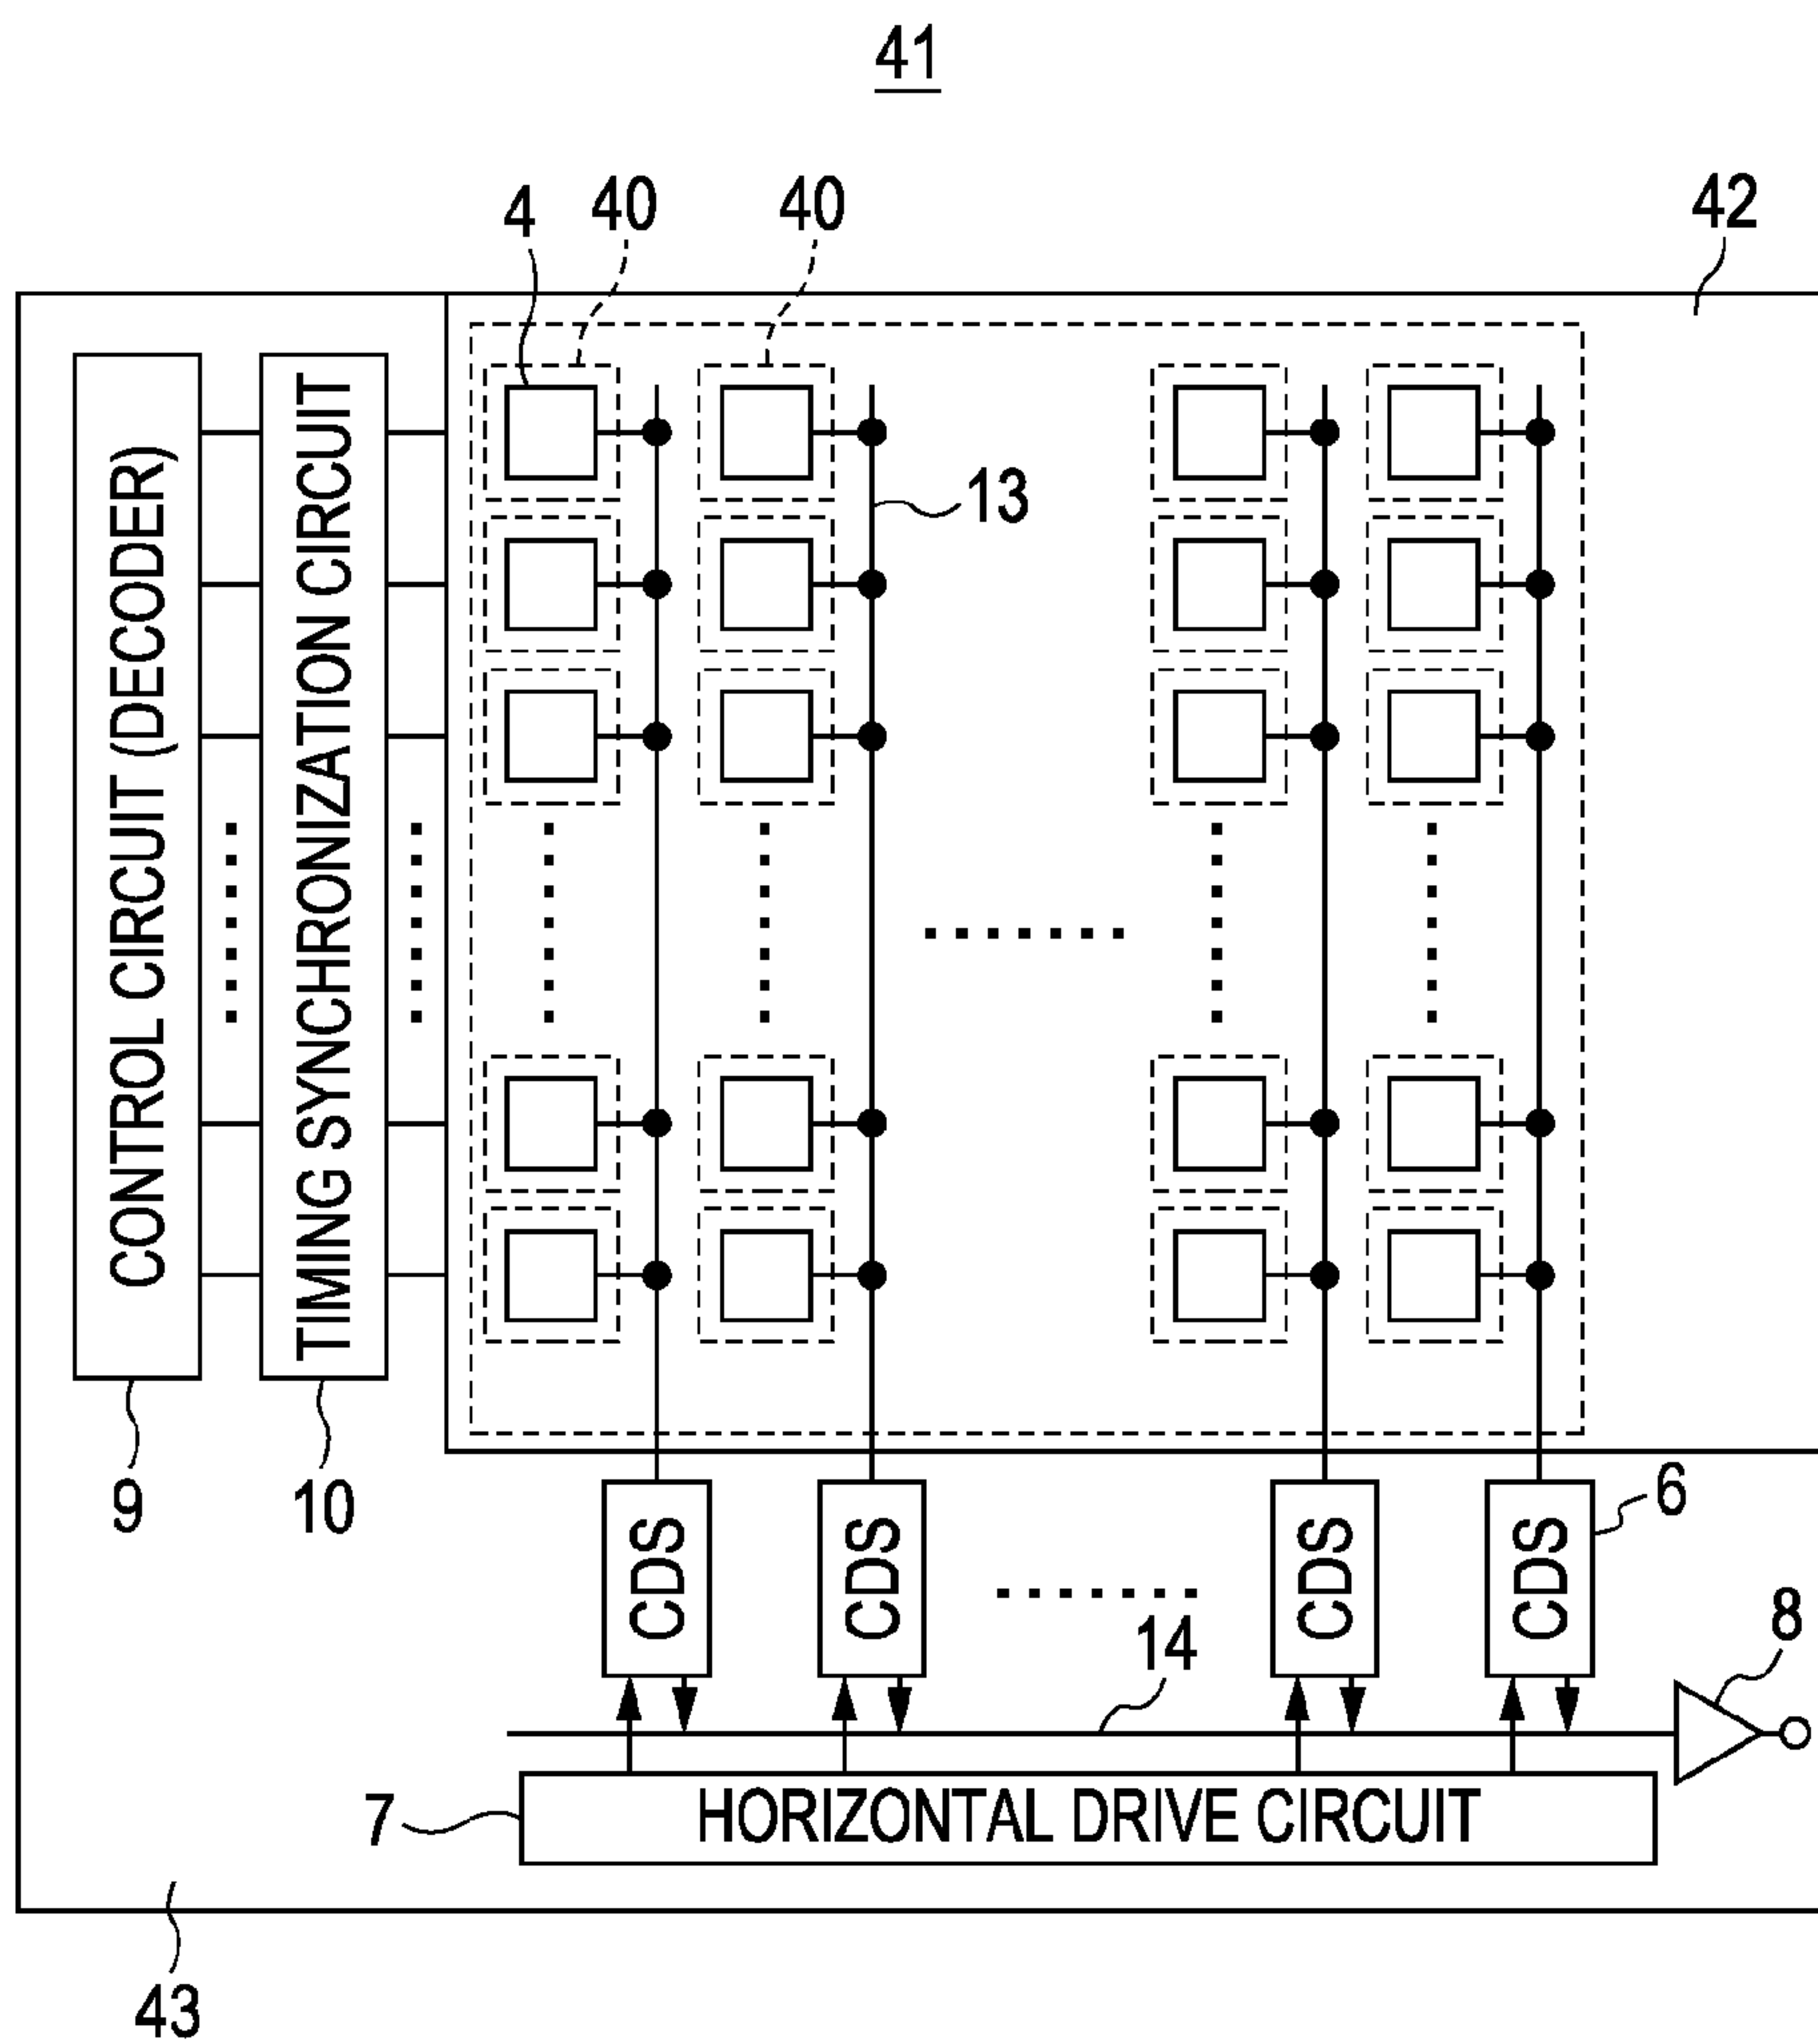 41
4
40
40
42
13
CONTROL CIRCUIT (DECODER)
TIMING SYNCHRONIZATION CIRCUIT
9
10
CDS
CDS
CDS
CDS
6
14
8
7
HORIZONTAL DRIVE CIRCUIT
43